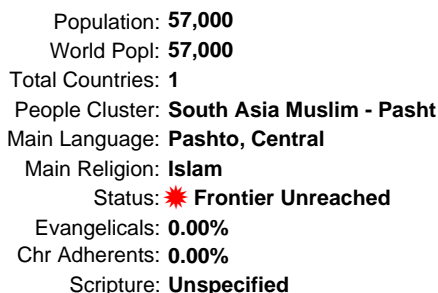 Population: 57,000
World Popl: 57,000
Total Countries: 1
People Cluster: South Asia Muslim - Pasht
Main Language: Pashto, Central
Main Religion: Islam
Status: Frontier Unreached
Evangelicals: 0.00%
Chr Adherents: 0.00%
Scripture: Unspecified